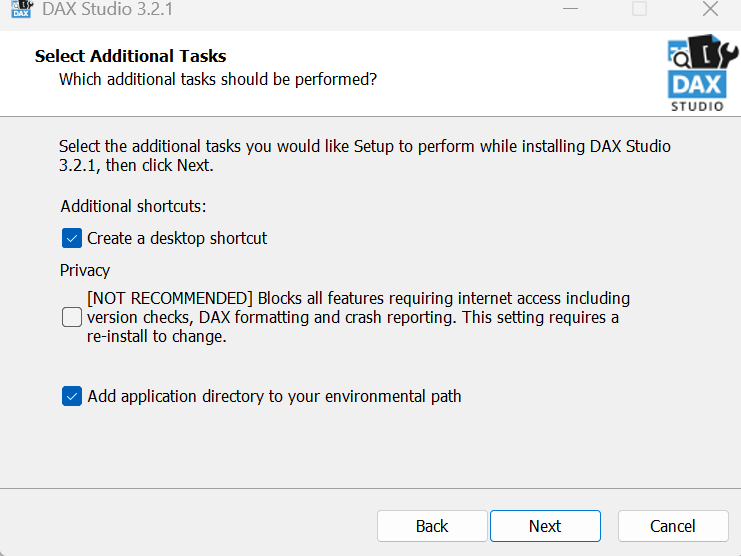 DAX
DAX Studio 3.2.1
Select Additional Tasks
Which additional tasks should be performed?
DAX
STUDIO
Select the additional tasks you would like Setup to perform while installing DAX Studio
3.2.1, then click Next.
Additional shortcuts:
Create a desktop shortcut
Privacy
[NOT RECOMMENDED] Blocks all features requiring internet access including
version checks, DAX formatting and crash reporting. This setting requires a
re-install to change.
Add application directory to your environmental path
Back
Next
Cancel